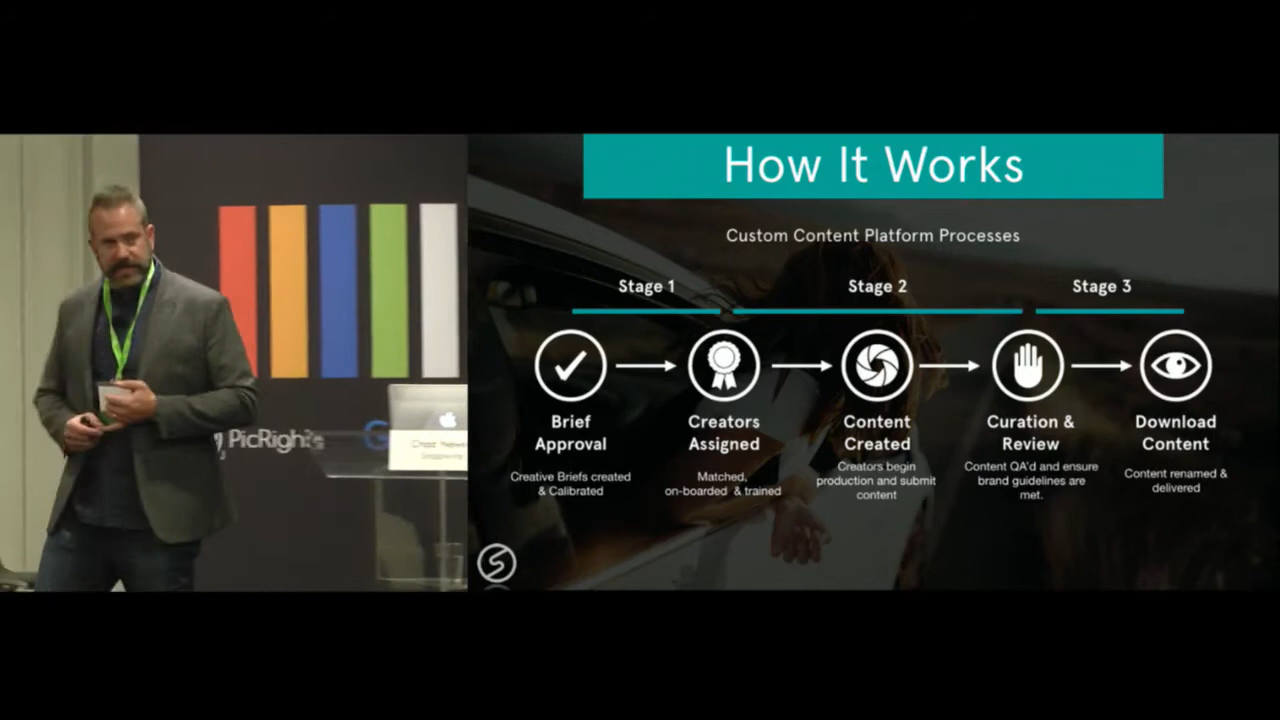 How It Works
Custom Content Platform Processes
Stage 1
Stage 2
Stage 3
Brief
Approval
Creative Briefs created
& Calibrated
Creators
Assigned
Matched,
on-boarded & trained
Content
Created
Creators begin
production and submit
content
Curation &
Review
Content QA'd and ensure
brand guidelines are
met.
Download
Content
Content renamed &
delivered
PicRights
G